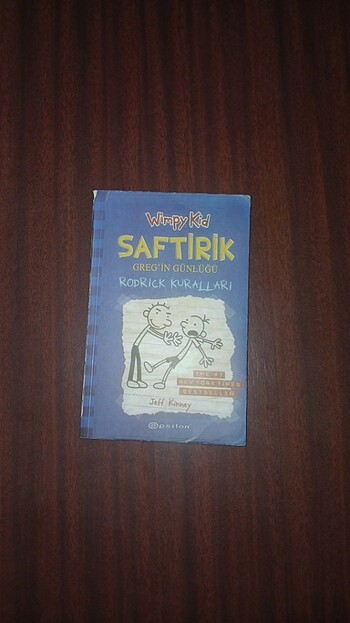 Wimpy Kid
SAFTİRİK
GREG'İN GÜNLÜĞÜ
RODRICK KURALLARI
THE #1
NEW YORK TIMES
BESTSELLER
Jeff Kinney
epsilon